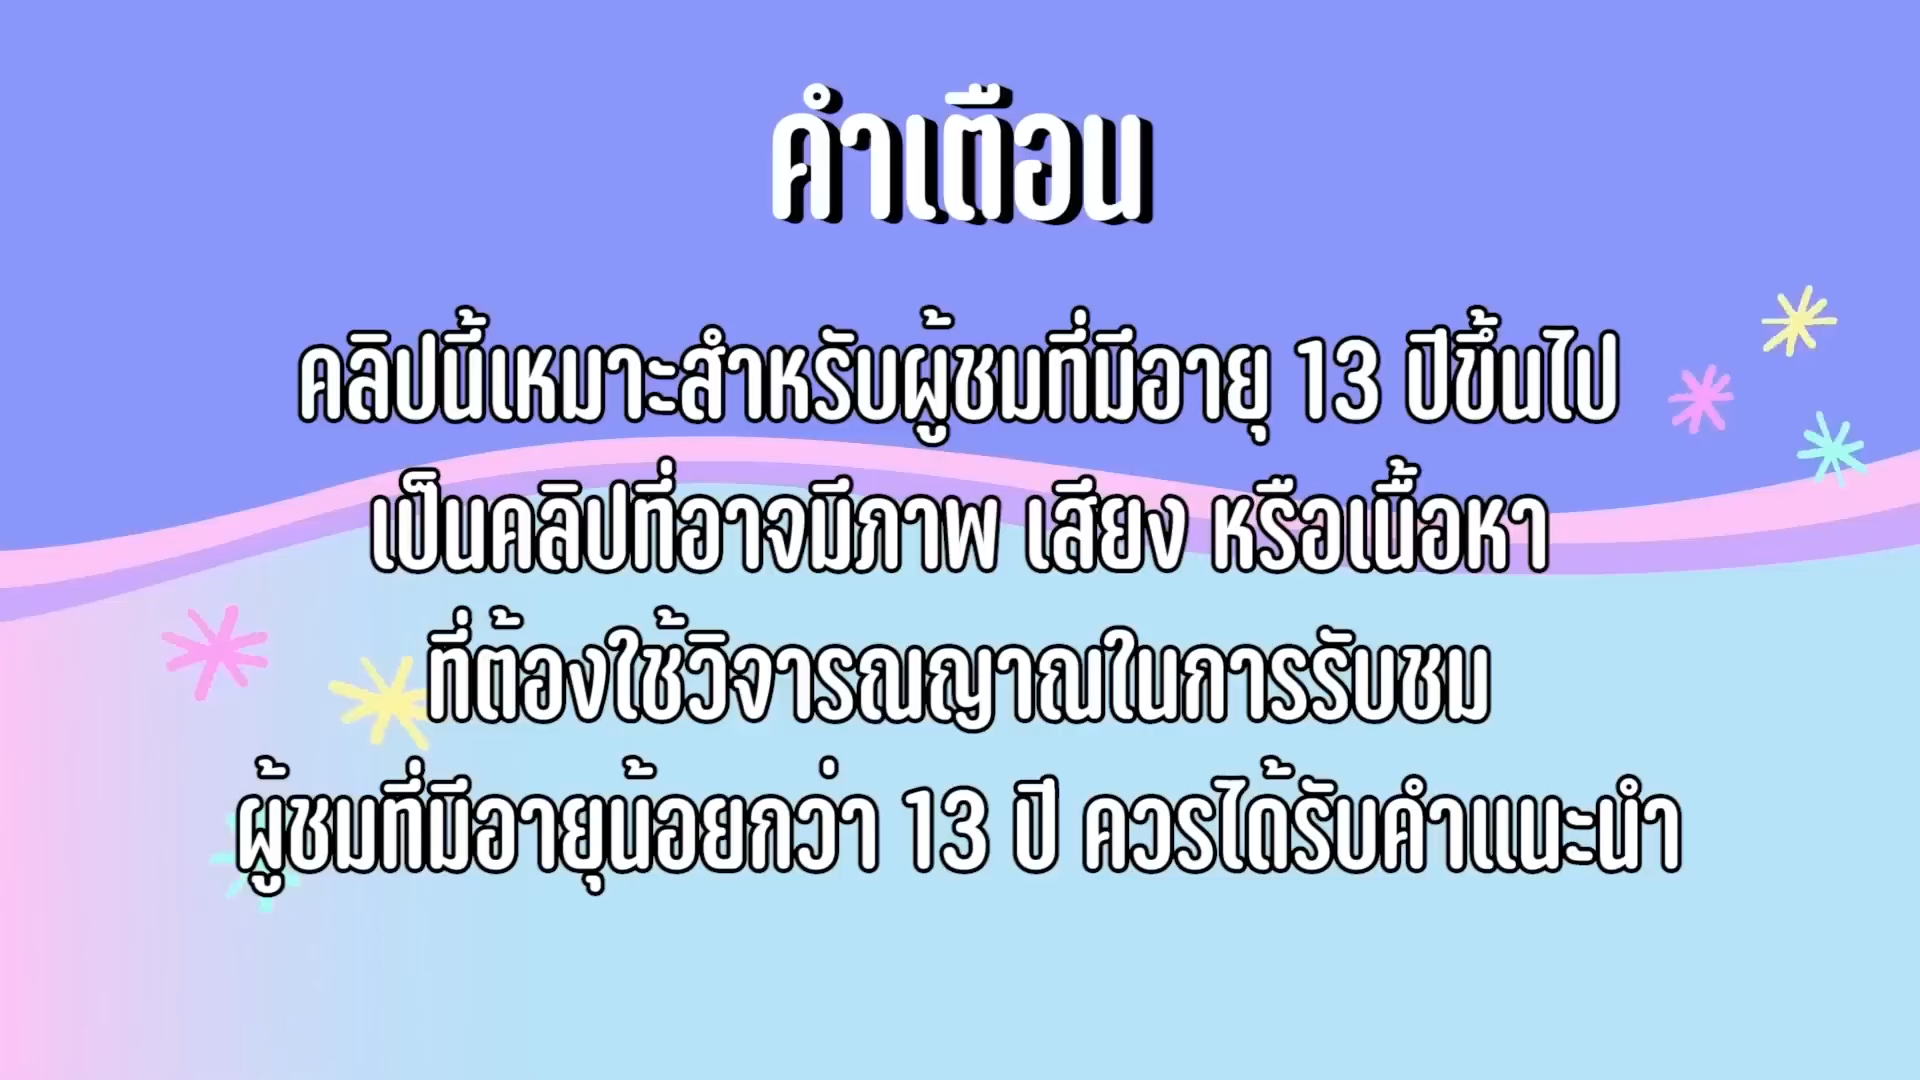 คำเตือน
คลิปนี้เหมาะสำหรับผู้ชมที่มีอายุ 13 ปีขึ้นไป
เป็นคลิปที่อาจมีภาพ เสียง หรือเนื้อหา
ที่ต้องใช้วิจารณญาณในการรับชม
ผู้ชมที่มีอายุน้อยกว่า 13 ปี ควรได้รับคำแนะนำ